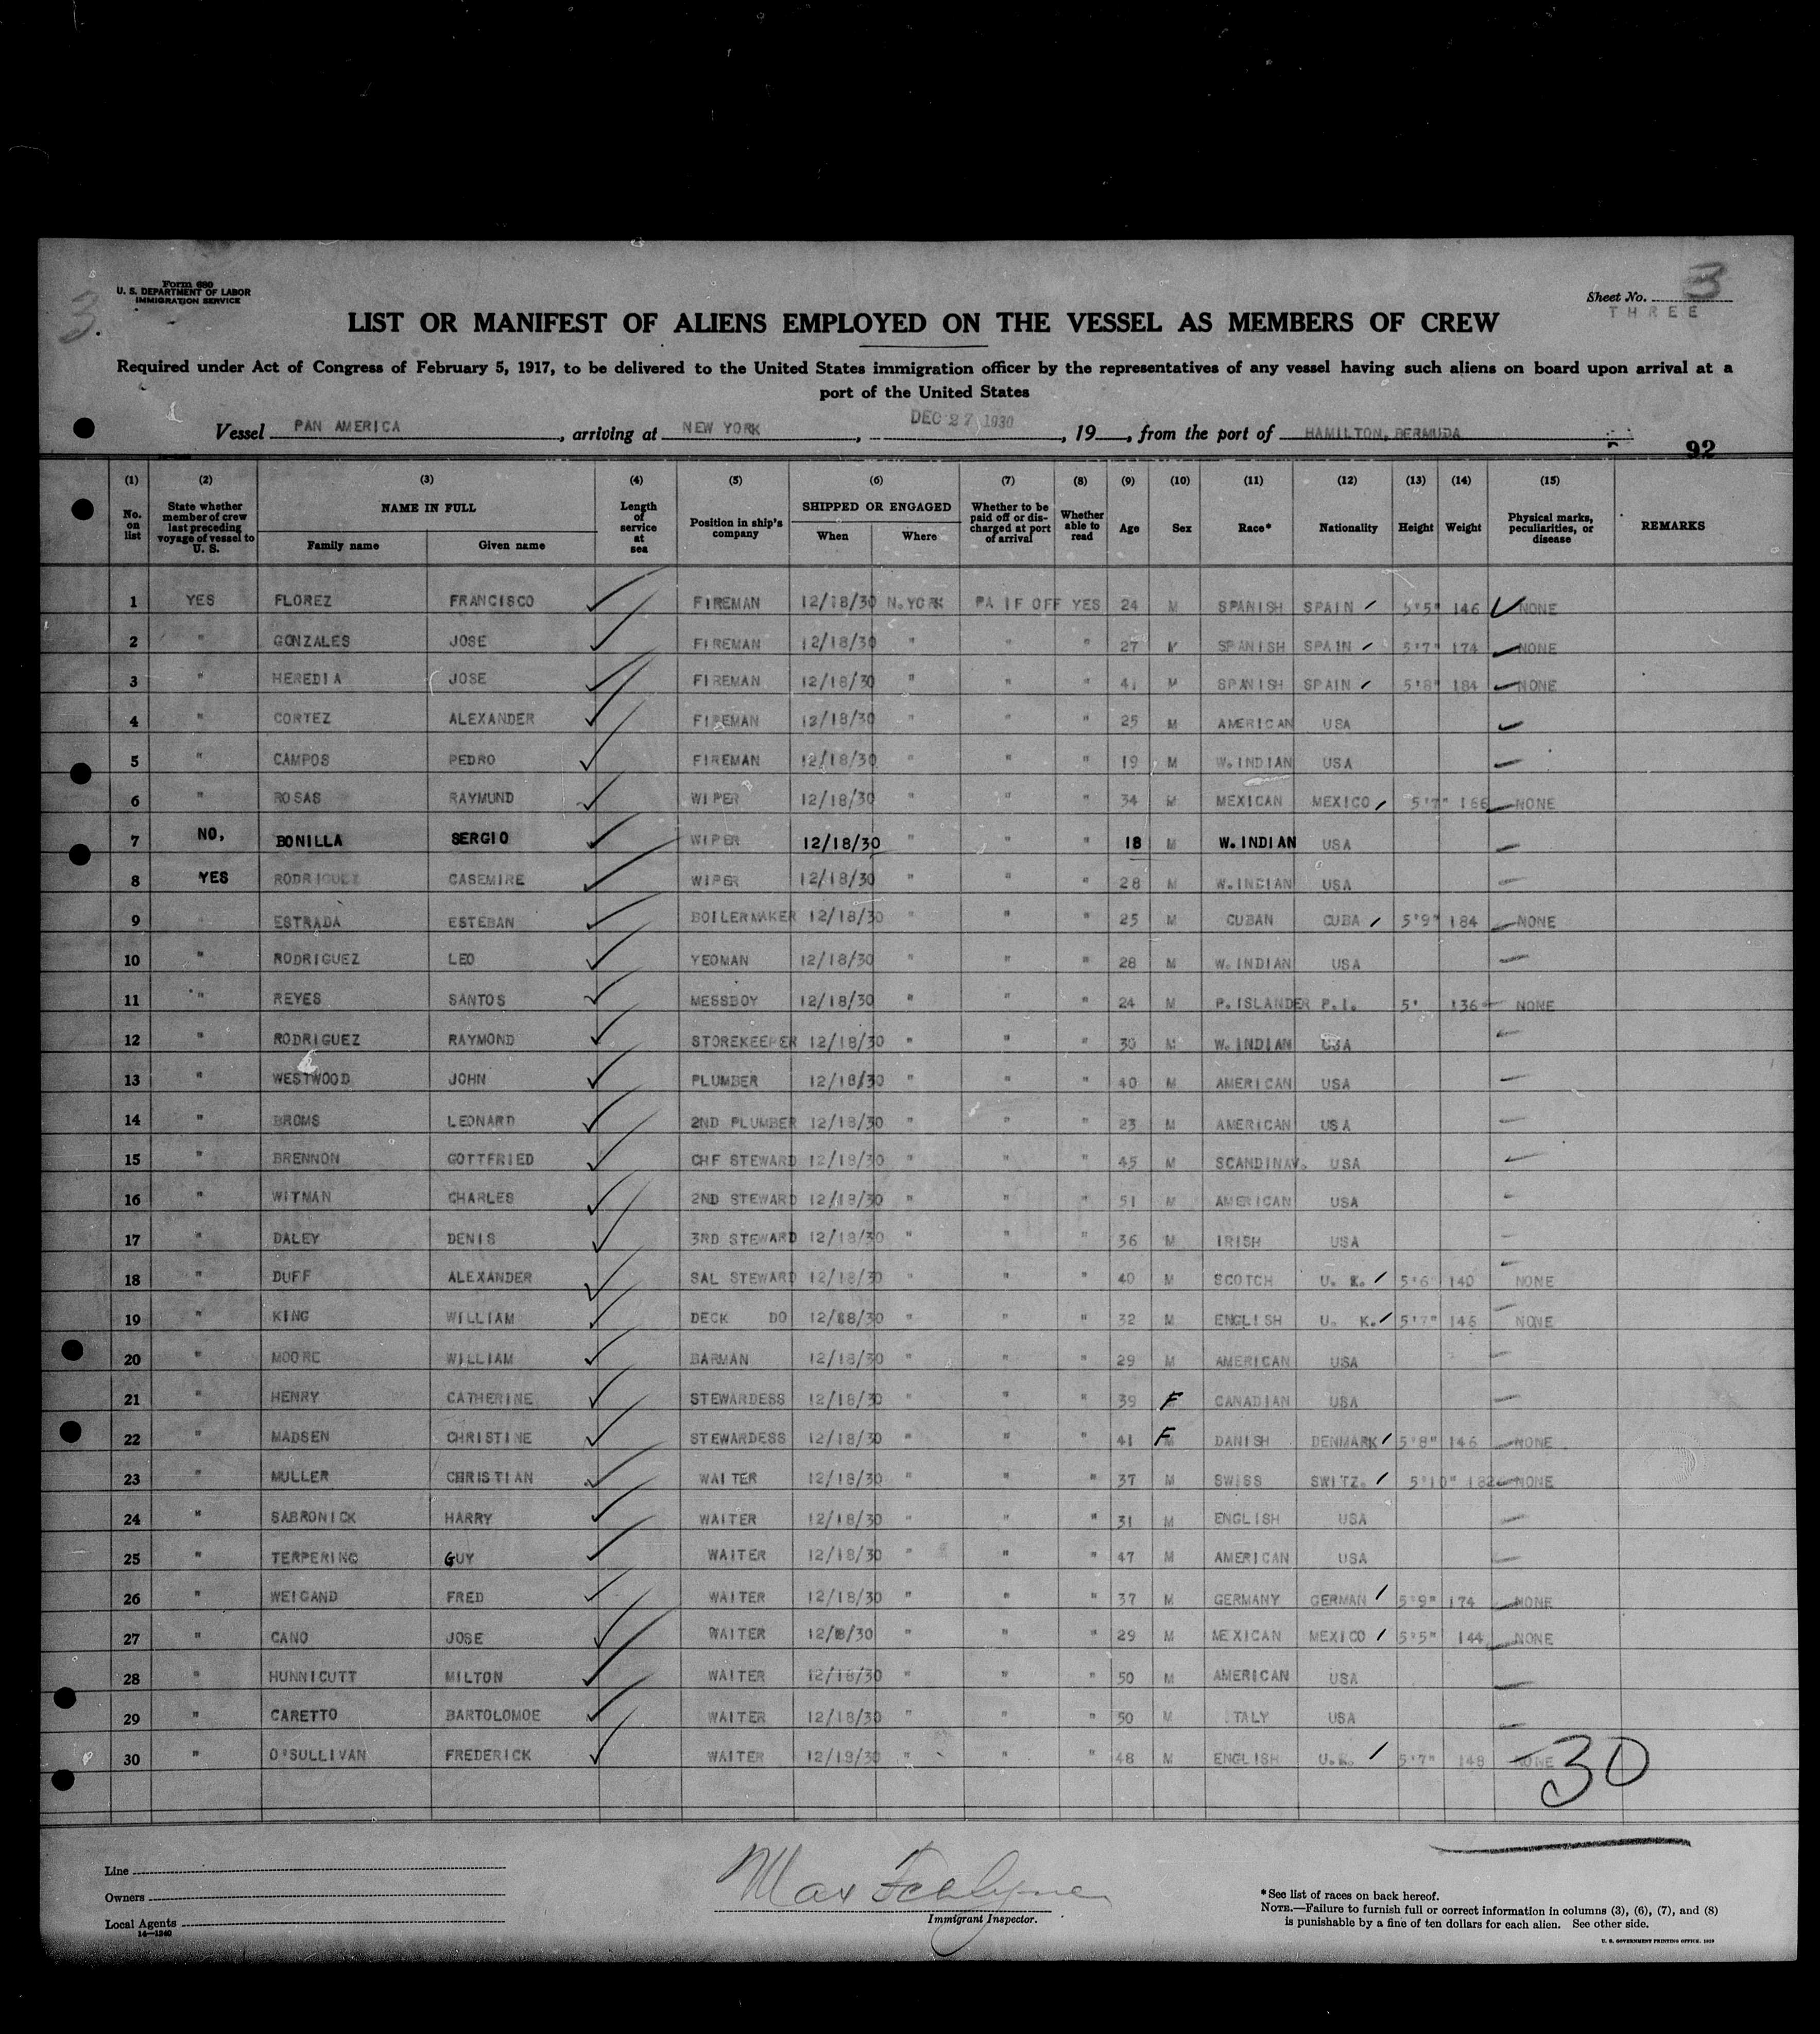 3.
Form 680
U. S. DEPARTMENT OF LABOR
IMMIGRATION SERVICE
Sheet No. 3
THREE
LIST OR MANIFEST OF ALIENS EMPLOYED ON THE VESSEL AS MEMBERS OF CREW
Required under Act of Congress of February 5, 1917, to be delivered to the United States immigration officer by the representatives of any vessel having such aliens on board upon arrival at a
port of the United States
Vessel PAN AMERICA, arriving at NEW YORK, DEC 27 1930, 19, from the port of HAMILTON, BERMUDA
92
(1) (2) (3) (4) (5) (6) (7) (8) (9) (10) (11) (12) (13) (14) (15)
No. on list State whether member of crew last preceding voyage of vessel to U. S. NAME IN FULL Family name Given name Length of service at sea Position in ship's company SHIPPED OR ENGAGED When Where Whether to be paid off or discharged at port of arrival Whether able to read Age Sex Race* Nationality Height Weight Physical marks, peculiarities, or disease REMARKS
1 YES FLOREZ FRANCISCO FIREMAN 12/18/30 N.YORK PA IF OFF YES 24 M SPANISH SPAIN 5'5" 146 NONE
2 " GONZALES JOSE FIREMAN 12/18/30 " " " 27 M SPANISH SPAIN 5'7" 174 NONE
3 " HEREDIA JOSE FIREMAN 12/18/30 " " " 41 M SPANISH SPAIN 5'8" 184 NONE
4 " CORTEZ ALEXANDER FIREMAN 12/18/30 " " " 25 M AMERICAN USA
5 " CAMPOS PEDRO FIREMAN 12/18/30 " " " 19 M W.INDIAN USA
6 " ROSAS RAYMUND WIPER 12/18/30 " " " 34 M MEXICAN MEXICO 5'7" 166 NONE
7 NO, BONILLA SERGIO WIPER 12/18/30 " " " 18 M W.INDIAN USA
8 YES RODRIGUEZ CASEMIRE WIPER 12/18/30 " " " 28 M W.INDIAN USA
9 " ESTRADA ESTEBAN BOILERMAKER 12/18/30 " " " 25 M CUBAN CUBA 5'9" 184 NONE
10 " RODRIGUEZ LEO YEOMAN 12/18/30 " " " 28 M W.INDIAN USA
11 " REYES SANTOS MESSBOY 12/18/30 " " " 24 M P.ISLANDER P.I. 5' 136 NONE
12 " RODRIGUEZ RAYMOND STOREKEEPER 12/18/30 " " " 30 M W.INDIAN USA
13 " WESTWOOD JOHN PLUMBER 12/18/30 " " " 40 M AMERICAN USA
14 " BROMS LEONARD 2ND PLUMBER 12/18/30 " " " 23 M AMERICAN USA
15 " BRENNON GOTTFRIED CHF STEWARD 12/18/30 " " " 45 M SCANDINAV. USA
16 " WITMAN CHARLES 2ND STEWARD 12/18/30 " " " 51 M AMERICAN USA
17 " DALEY DENIS 3RD STEWARD 12/18/30 " " " 36 M IRISH USA
18 " DUFF ALEXANDER SAL STEWARD 12/18/30 " " " 40 M SCOTCH U. K. 5'6" 140 NONE
19 " KING WILLIAM DECK DO 12/18/30 " " " 32 M ENGLISH U. K. 5'7" 146 NONE
20 " MOORE WILLIAM BARMAN 12/18/30 " " " 29 M AMERICAN USA
21 " HENRY CATHERINE STEWARDESS 12/18/30 " " " 39 F CANADIAN USA
22 " MADSEN CHRISTINE STEWARDESS 12/18/30 " " " 41 F DANISH DENMARK 5'8" 146 NONE
23 " MULLER CHRISTIAN WAITER 12/18/30 " " " 37 M SWISS SWITZ. 5'10" 182 NONE
24 " SABRONICK HARRY WAITER 12/18/30 " " " 31 M ENGLISH USA
25 " TERPERINO GUY WAITER 12/18/30 " " " 47 M AMERICAN USA
26 " WEIGAND FRED WAITER 12/18/30 " " " 37 M GERMANY GERMAN 5'9" 174 NONE
27 " CANO JOSE WAITER 12/18/30 " " " 29 M MEXICAN MEXICO 5'5" 144 NONE
28 " HUNNICUTT MILTON WAITER 12/18/30 " " " 50 M AMERICAN USA
29 " CARETTO BARTOLOMOE WAITER 12/18/30 " " " 50 M ITALY USA
30 " O'SULLIVAN FREDERICK WAITER 12/18/30 " " " 48 M ENGLISH U.K. 5'7" 148 NONE
30
Line
Owners
Local Agents
14—1240
Max
Immigrant Inspector.
*See list of races on back hereof.
NOTE.—Failure to furnish full or correct information in columns (3), (6), (7), and (8)
is punishable by a fine of ten dollars for each alien. See other side.
U. S. GOVERNMENT PRINTING OFFICE.